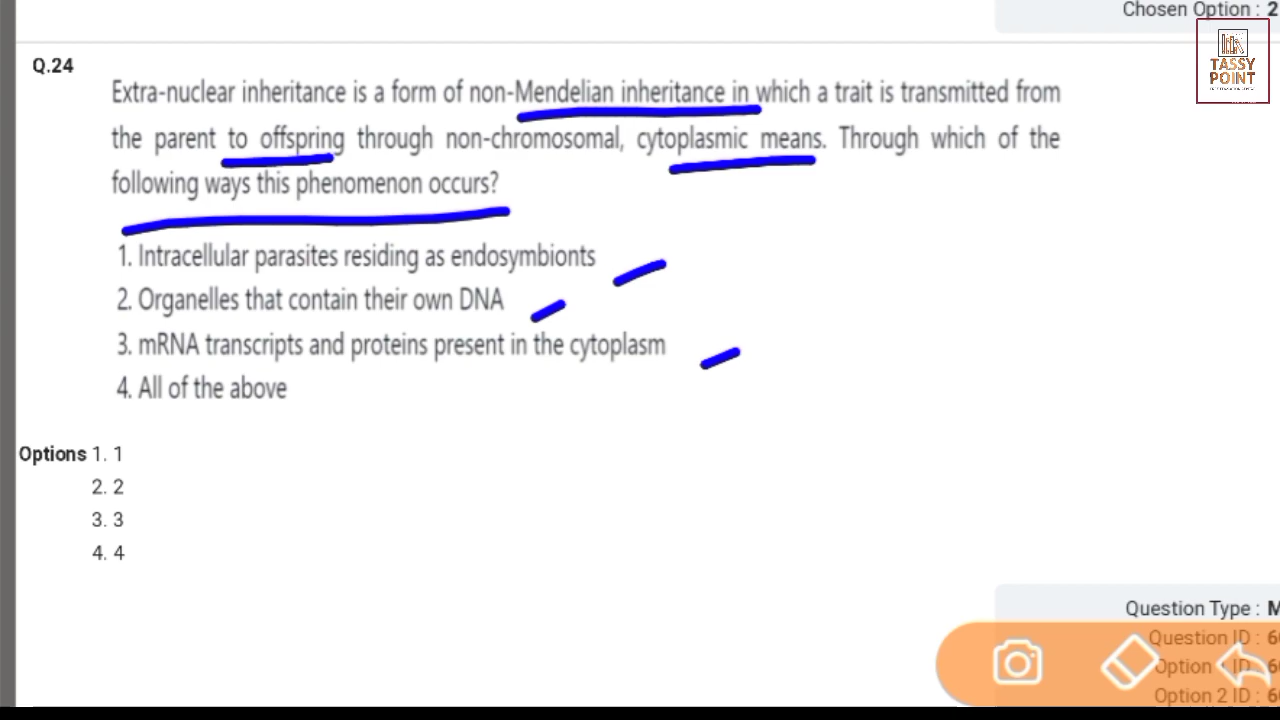 Chosen Option : 2
TASSY
POINT
Q.24
Extra-nuclear inheritance is a form of non-Mendelian inheritance in which a trait is transmitted from
the parent to offspring through non-chromosomal, cytoplasmic means. Through which of the
following ways this phenomenon occurs?
1. Intracellular parasites residing as endosymbionts
2. Organelles that contain their own DNA
3. mRNA transcripts and proteins present in the cytoplasm
4. All of the above
Options 1. 1
2. 2
3. 3
4. 4
Question Type : M
Question ID : 6
Option ID : 6
Option 2 ID : 6